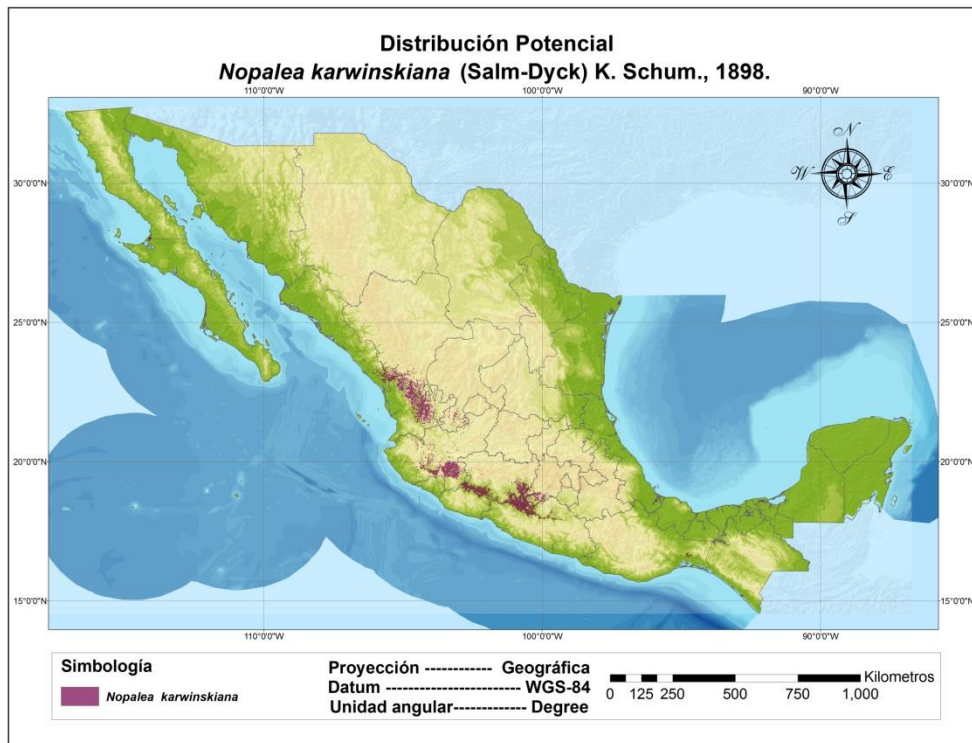 Distribución Potencial
Nopalea karwinskiana (Salm-Dyck) K. Schum., 1898.
110°0'0"W 100°0'0"W 90°0'0"W
N
W E
S
30°0'0"N 30°0'0"N
25°0'0"N 25°0'0"N
20°0'0"N 20°0'0"N
15°0'0"N 15°0'0"N
110°0'0"W 100°0'0"W 90°0'0"W
Simbología
Nopalea karwinskiana
Proyección ------------ Geográfica
Datum ------------------------ WGS-84
Unidad angular------------- Degree
Kilometros
0 125 250 500 750 1,000